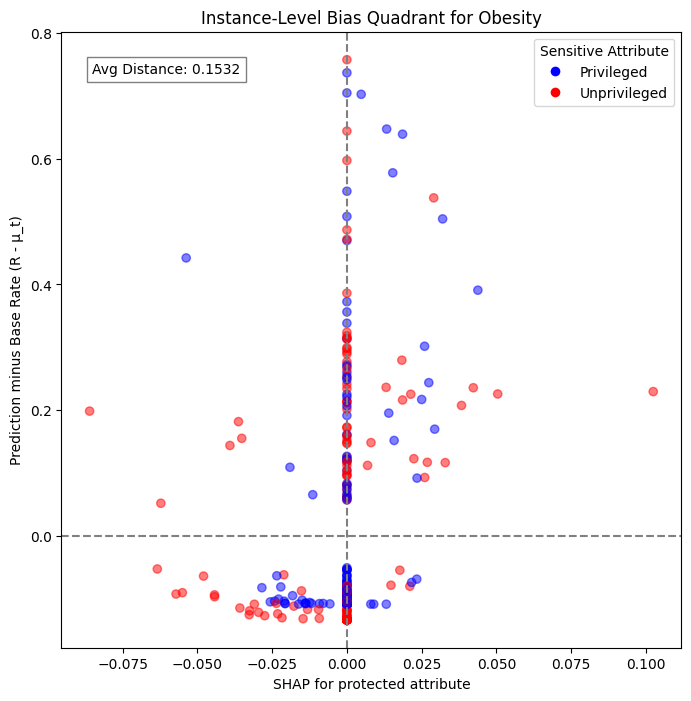 Instance-Level Bias Quadrant for Obesity
Avg Distance: 0.1532
Sensitive Attribute
Privileged
Unprivileged
Prediction minus Base Rate (R - μ_t)
0.8
0.6
0.4
0.2
0.0
−0.075
−0.050
−0.025
0.000
0.025
0.050
0.075
0.100
SHAP for protected attribute